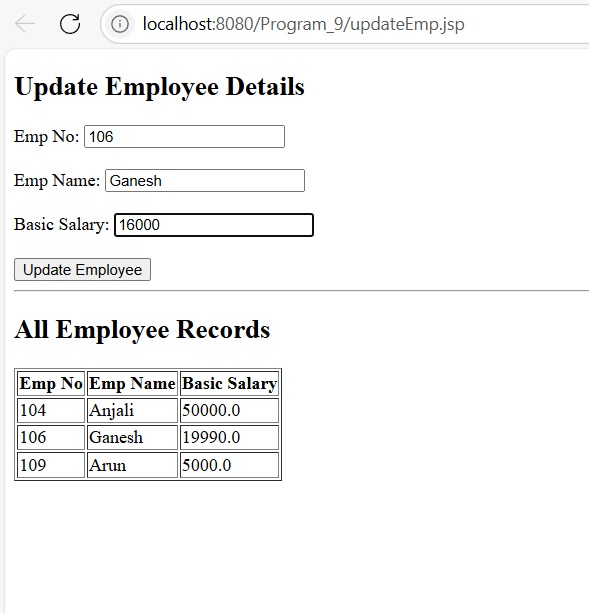 localhost:8080/Program_9/updateEmp.jsp
Update Employee Details
Emp No: 106
Emp Name: Ganesh
Basic Salary: 16000
Update Employee
All Employee Records
Emp No Emp Name Basic Salary
104 Anjali 50000.0
106 Ganesh 19990.0
109 Arun 5000.0